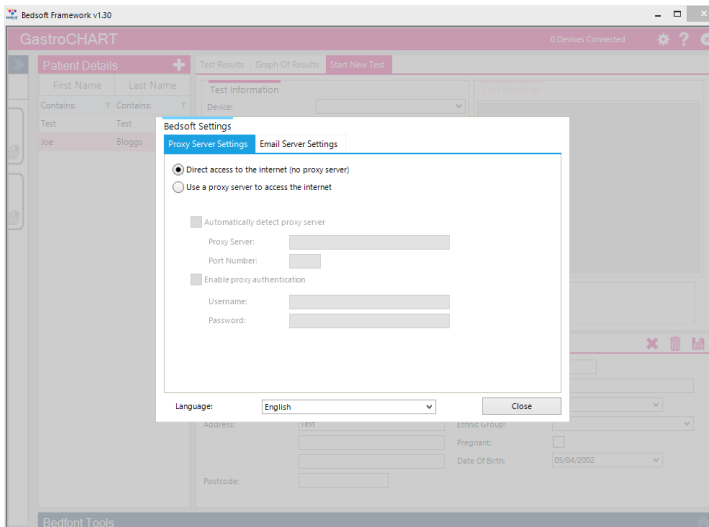 Bedsoft Framework v1.30
GastroCHART
0 Devices Connected
Patient Details
Test Results Graph Of Results Start New Test
First Name Last Name
Test Information
Contains: Contains:
Device:
Test Test
Joe Bloggs
Bedsoft Settings
Proxy Server Settings Email Server Settings
Direct access to the internet (no proxy server)
Use a proxy server to access the internet
Automatically detect proxy server
Proxy Server:
Port Number:
Enable proxy authentication
Username:
Password:
Language: English Close
Address: Test Ethnic Group:
Pregnant:
Date Of Birth: 05/04/2002
Postcode:
Bedfont Tools